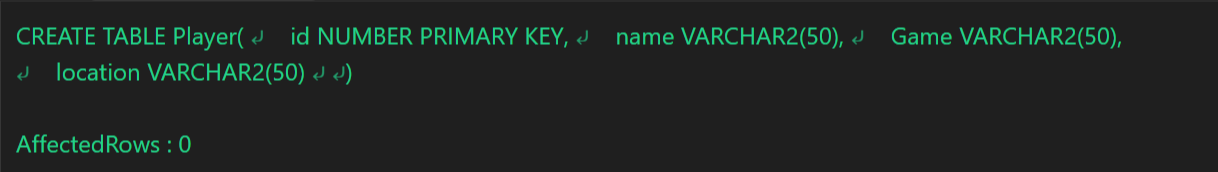 CREATE TABLE Player( ↵    id NUMBER PRIMARY KEY, ↵    name VARCHAR2(50), ↵    Game VARCHAR2(50),
↵    location VARCHAR2(50) ↵ ↵)
AffectedRows : 0